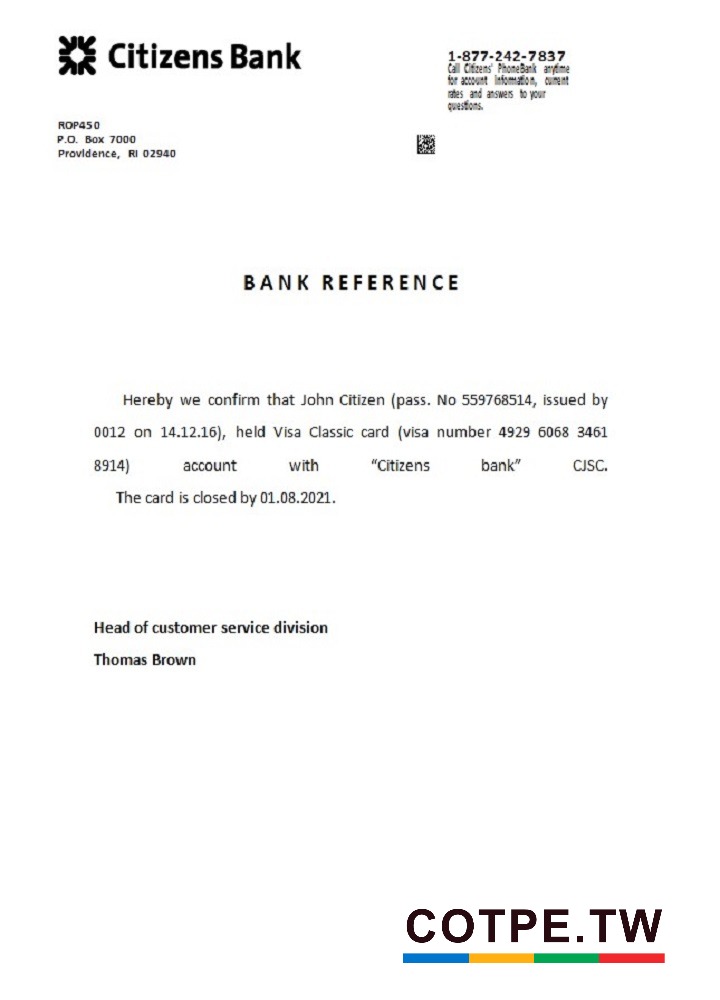 Citizens Bank
1-877-242-7837
Call Citizens' PhoneBank anytime
for account information, current
rates and answers to your
questions.
ROP450
P.O. Box 7000
Providence, RI 02940
BANK REFERENCE
Hereby we confirm that John Citizen (pass. No 559768514, issued by
0012 on 14.12.16), held Visa Classic card (visa number 4929 6068 3461
8914) account with “Citizens bank” CJSC.
The card is closed by 01.08.2021.
Head of customer service division
Thomas Brown
COTPE.TW